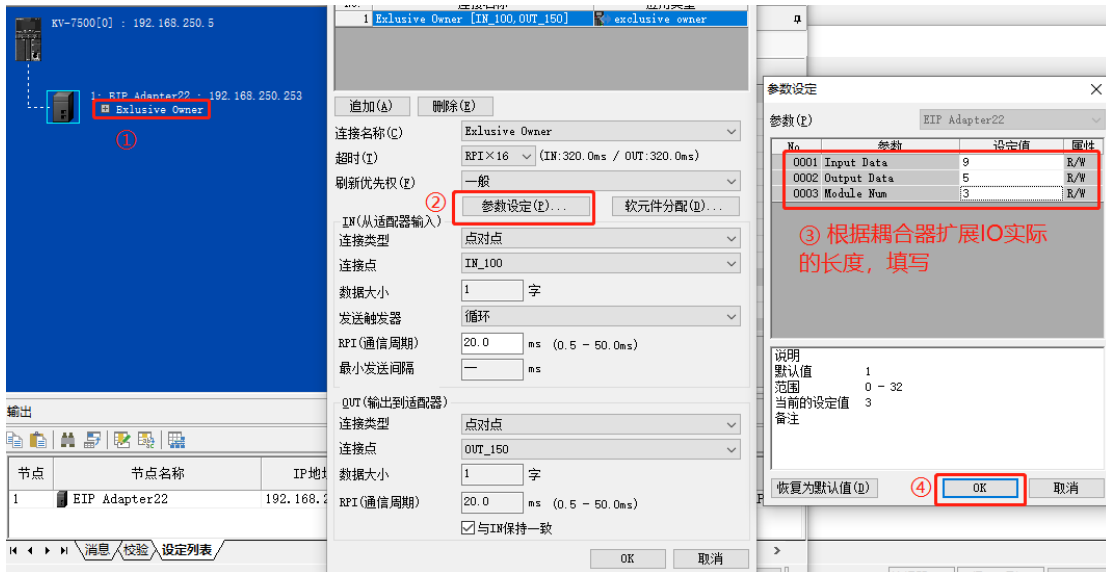 KV-7500[0] : 192.168.250.5
1: EIP Adapter22 : 192.168.250.253
Exlusive Owner
①
1 Exlusive Owner [IN_100,OUT_150] exclusive owner
追加(A) 删除(E)
连接名称(C) Exlusive Owner
超时(T) RPI×16 (IN:320.0ms / OUT:320.0ms)
刷新优先权(F) 一般
② 参数设定(P)... 软元件分配(D)...
IN(从适配器输入)
连接类型 点对点
连接点 IN_100
数据大小 1 字
发送触发器 循环
RPI(通信周期) 20.0 ms (0.5 - 50.0ms)
最小发送间隔 — ms
OUT(输出到适配器)
连接类型 点对点
连接点 OUT_150
数据大小 1 字
RPI(通信周期) 20.0 ms (0.5 - 50.0ms)
与IN保持一致
OK 取消
参数设定
参数(P) EIP Adapter22
No. 参数 设定值 属性
0001 Input Data 9 R/W
0002 Output Data 5 R/W
0003 Module Num 3 R/W
③ 根据耦合器扩展IO实际
的长度，填写
说明
默认值 1
范围 0 - 32
当前的设定值 3
备注
恢复为默认值(D) ④ OK 取消
输出
节点 节点名称
1 EIP Adapter22
消息 校验 设定列表